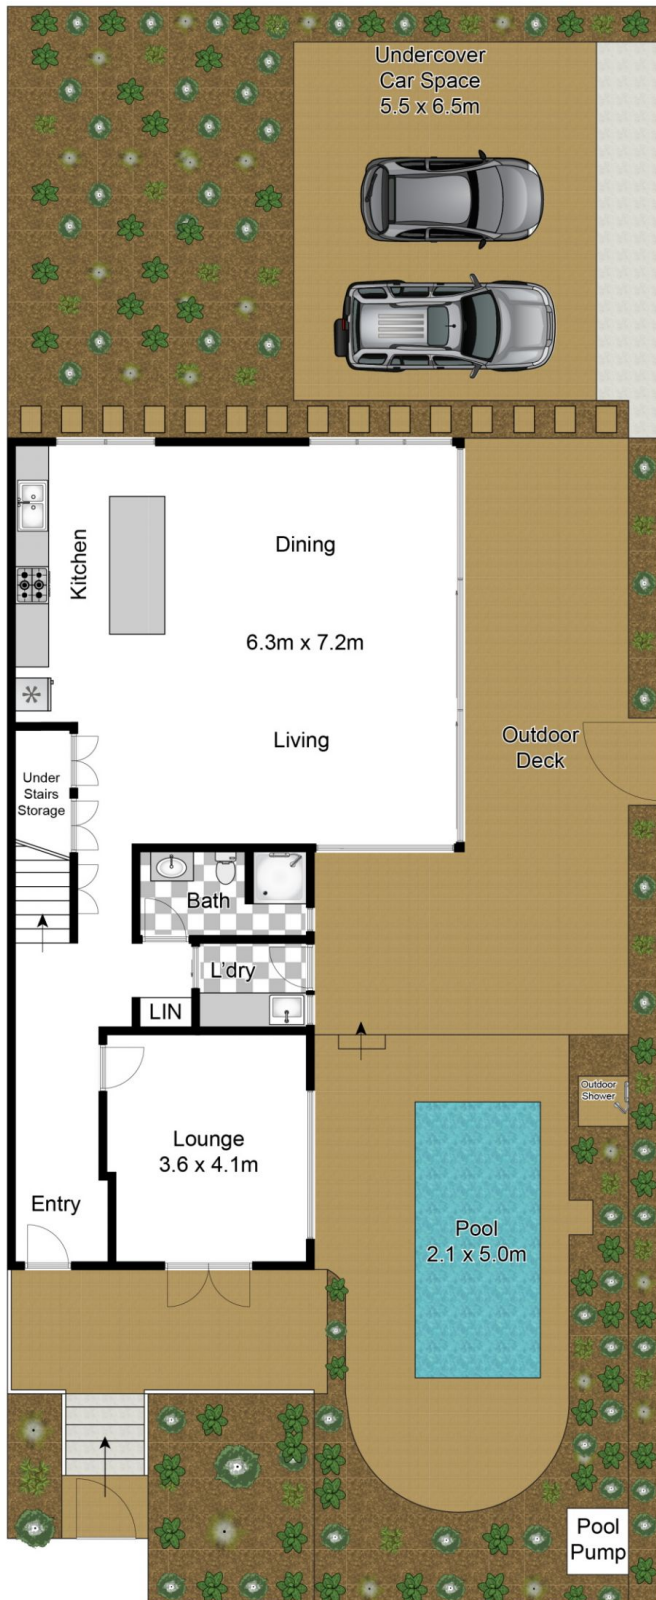 Undercover
Car Space
5.5 x 6.5m
Kitchen
Dining
6.3m x 7.2m
Living
Outdoor
Deck
Under
Stairs
Storage
Bath
L'dry
LIN
Outdoor
Shower
Lounge
3.6 x 4.1m
Entry
Pool
2.1 x 5.0m
Pool
Pump